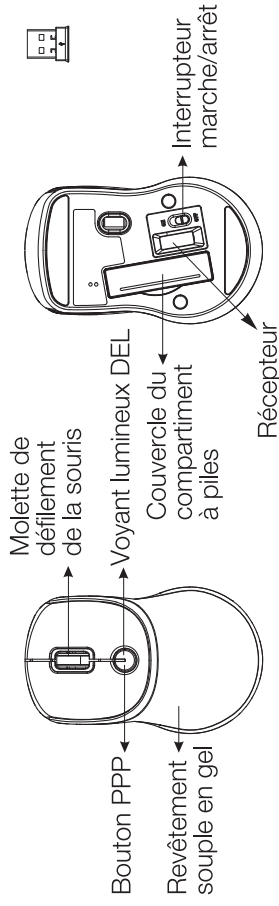 Molette de
défilement
de la souris
Bouton PPP
Voyant lumineux DEL
Revêtement
souple en gel
Couvercle du
compartiment
à piles
Interrupteur
marche/arrêt
Récepteur